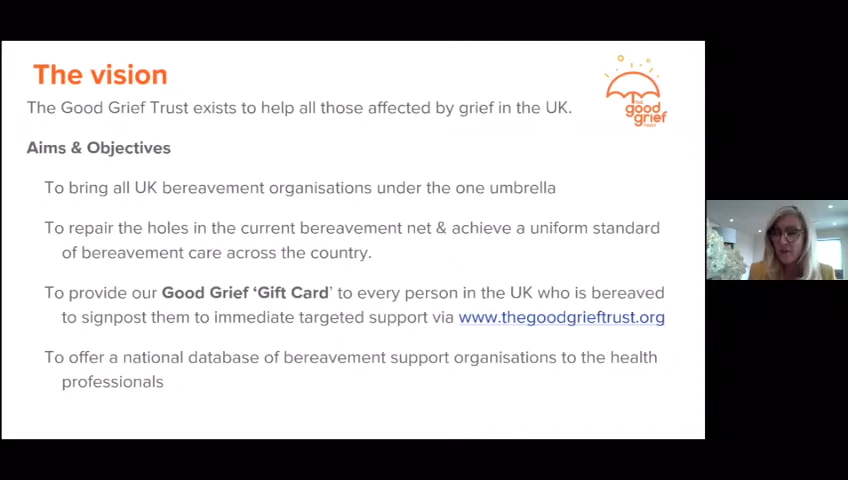 The vision
The Good Grief Trust exists to help all those affected by grief in the UK.
Aims & Objectives
To bring all UK bereavement organisations under the one umbrella
To repair the holes in the current bereavement net & achieve a uniform standard
of bereavement care across the country.
To provide our Good Grief ‘Gift Card’ to every person in the UK who is bereaved
to signpost them to immediate targeted support via www.thegoodgrieftrust.org
To offer a national database of bereavement support organisations to the health
professionals
THE
good
grief
TRUST